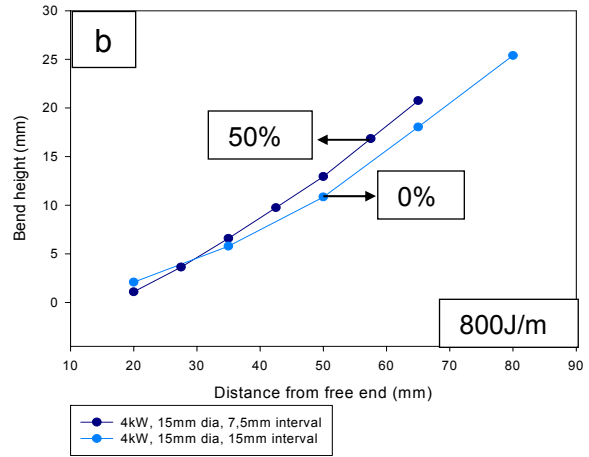 b
30
25
20
15
10
5
0
Bend height (mm)
50%
0%
800J/m
10 20 30 40 50 60 70 80 90
Distance from free end (mm)
4kW, 15mm dia, 7,5mm interval
4kW, 15mm dia, 15mm interval